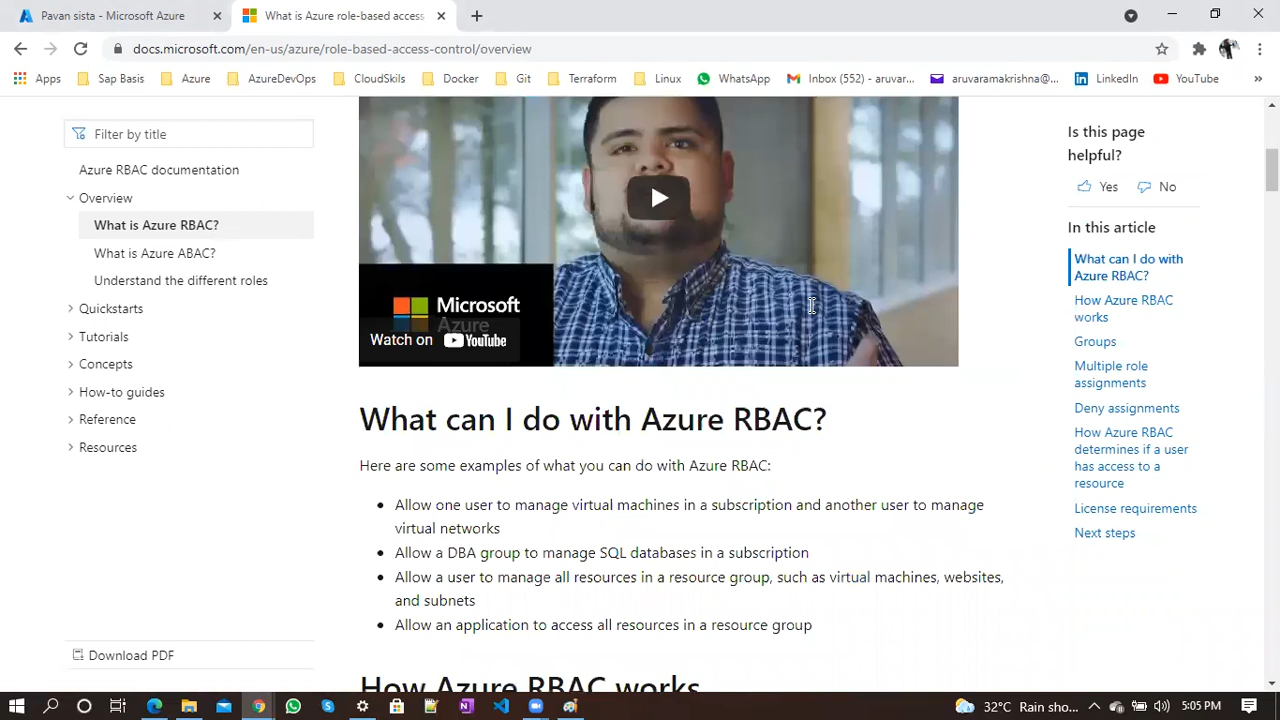 Pavan sista - Microsoft Azure
What is Azure role-based access
docs.microsoft.com/en-us/azure/role-based-access-control/overview
Apps
Sap Basis
Azure
AzureDevOps
CloudSkils
Docker
Git
Terraform
Linux
WhatsApp
Inbox (552) - aruvar...
aruvaramakrishna@...
LinkedIn
YouTube
»
Filter by title
Azure RBAC documentation
Overview
What is Azure RBAC?
What is Azure ABAC?
Understand the different roles
Quickstarts
Tutorials
Concepts
How-to guides
Reference
Resources
Download PDF
Microsoft
Azure
Watch on YouTube
What can I do with Azure RBAC?
Here are some examples of what you can do with Azure RBAC:
• Allow one user to manage virtual machines in a subscription and another user to manage
virtual networks
• Allow a DBA group to manage SQL databases in a subscription
• Allow a user to manage all resources in a resource group, such as virtual machines, websites,
and subnets
• Allow an application to access all resources in a resource group
How Azure RBAC works
Is this page
helpful?
Yes
No
In this article
What can I do with
Azure RBAC?
How Azure RBAC
works
Groups
Multiple role
assignments
Deny assignments
How Azure RBAC
determines if a user
has access to a
resource
License requirements
Next steps
32°C Rain sho...
5:05 PM